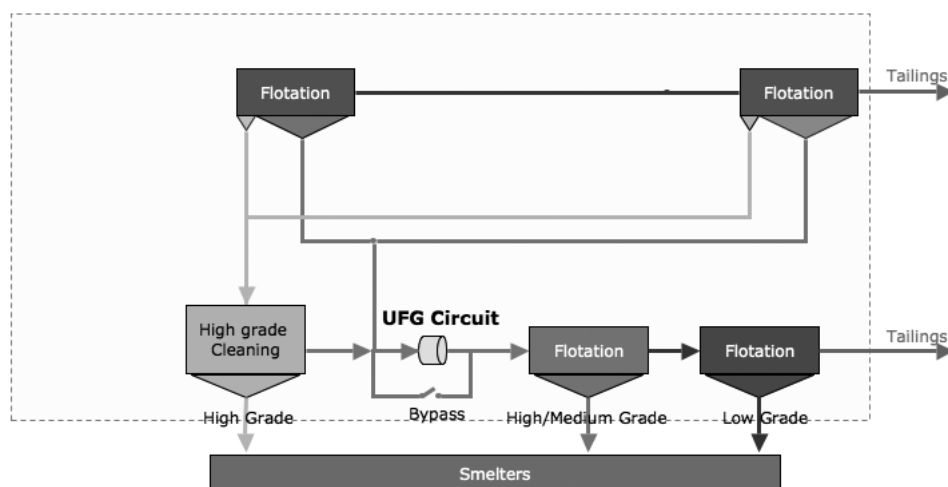 Flotation
Flotation
Tailings
UFG Circuit
High grade
Cleaning
Flotation
Flotation
Tailings
Bypass
High Grade
High/Medium Grade
Low Grade
Smelters